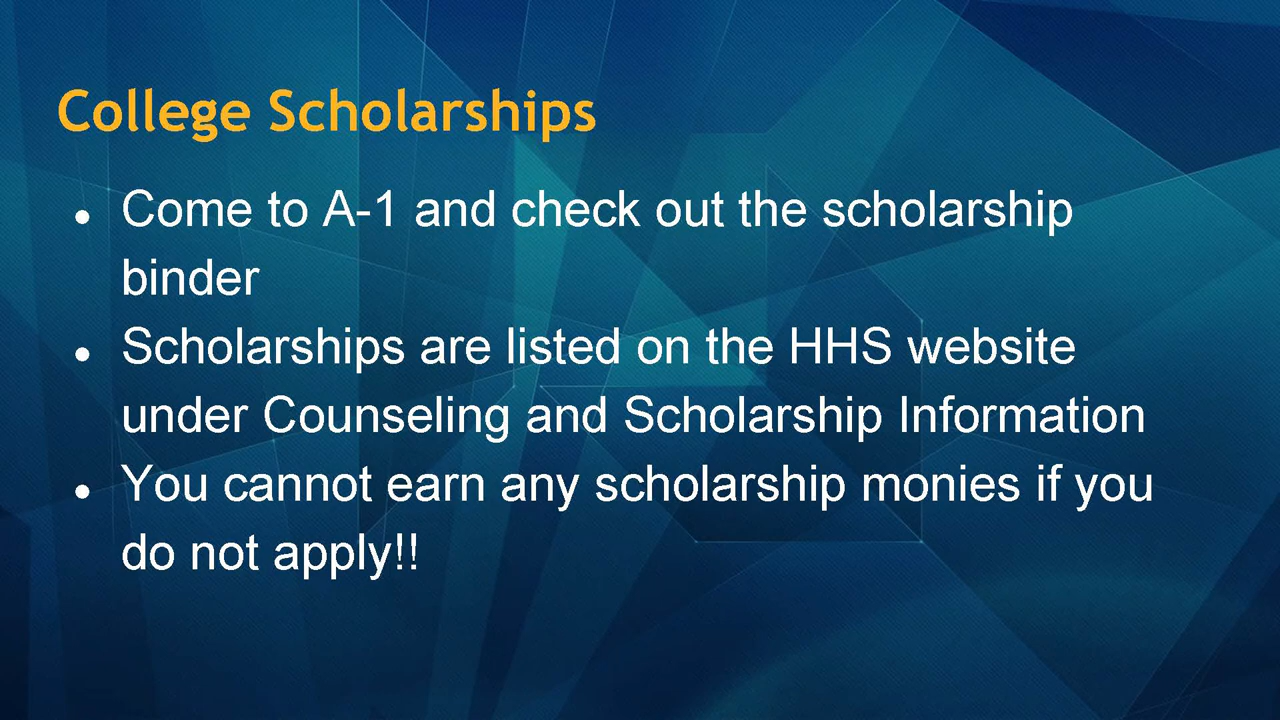 College Scholarships
● Come to A-1 and check out the scholarship
binder
● Scholarships are listed on the HHS website
under Counseling and Scholarship Information
● You cannot earn any scholarship monies if you
do not apply!!